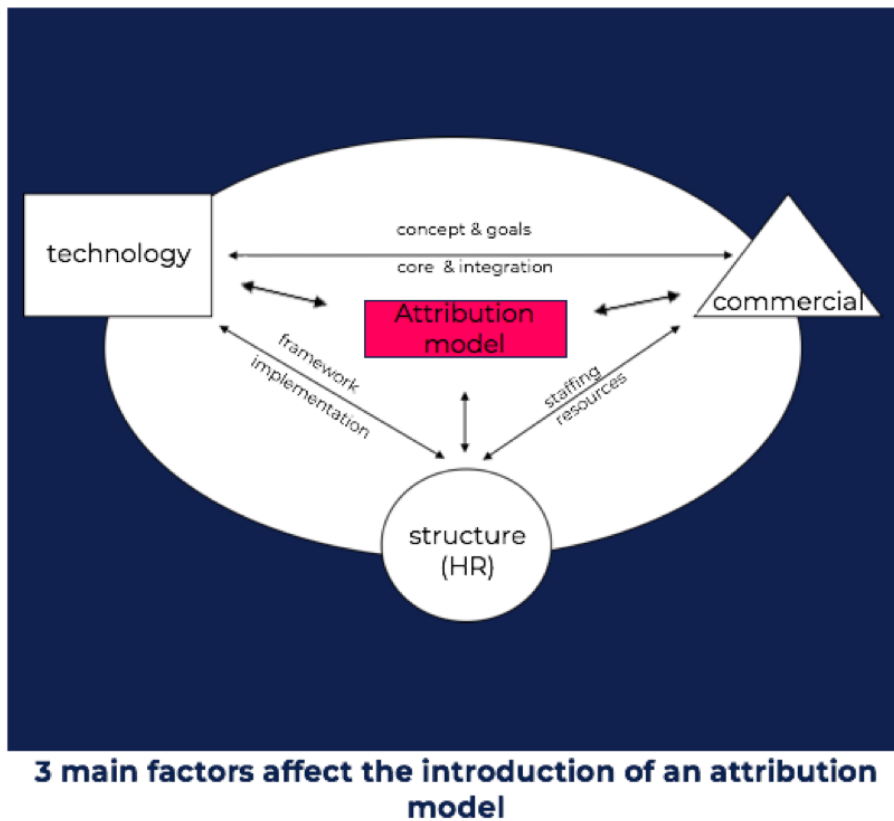 concept & goals
technology
core & integration
commercial
Attribution
model
framework
implementation
staffing
resources
structure
(HR)
3 main factors affect the introduction of an attribution
model